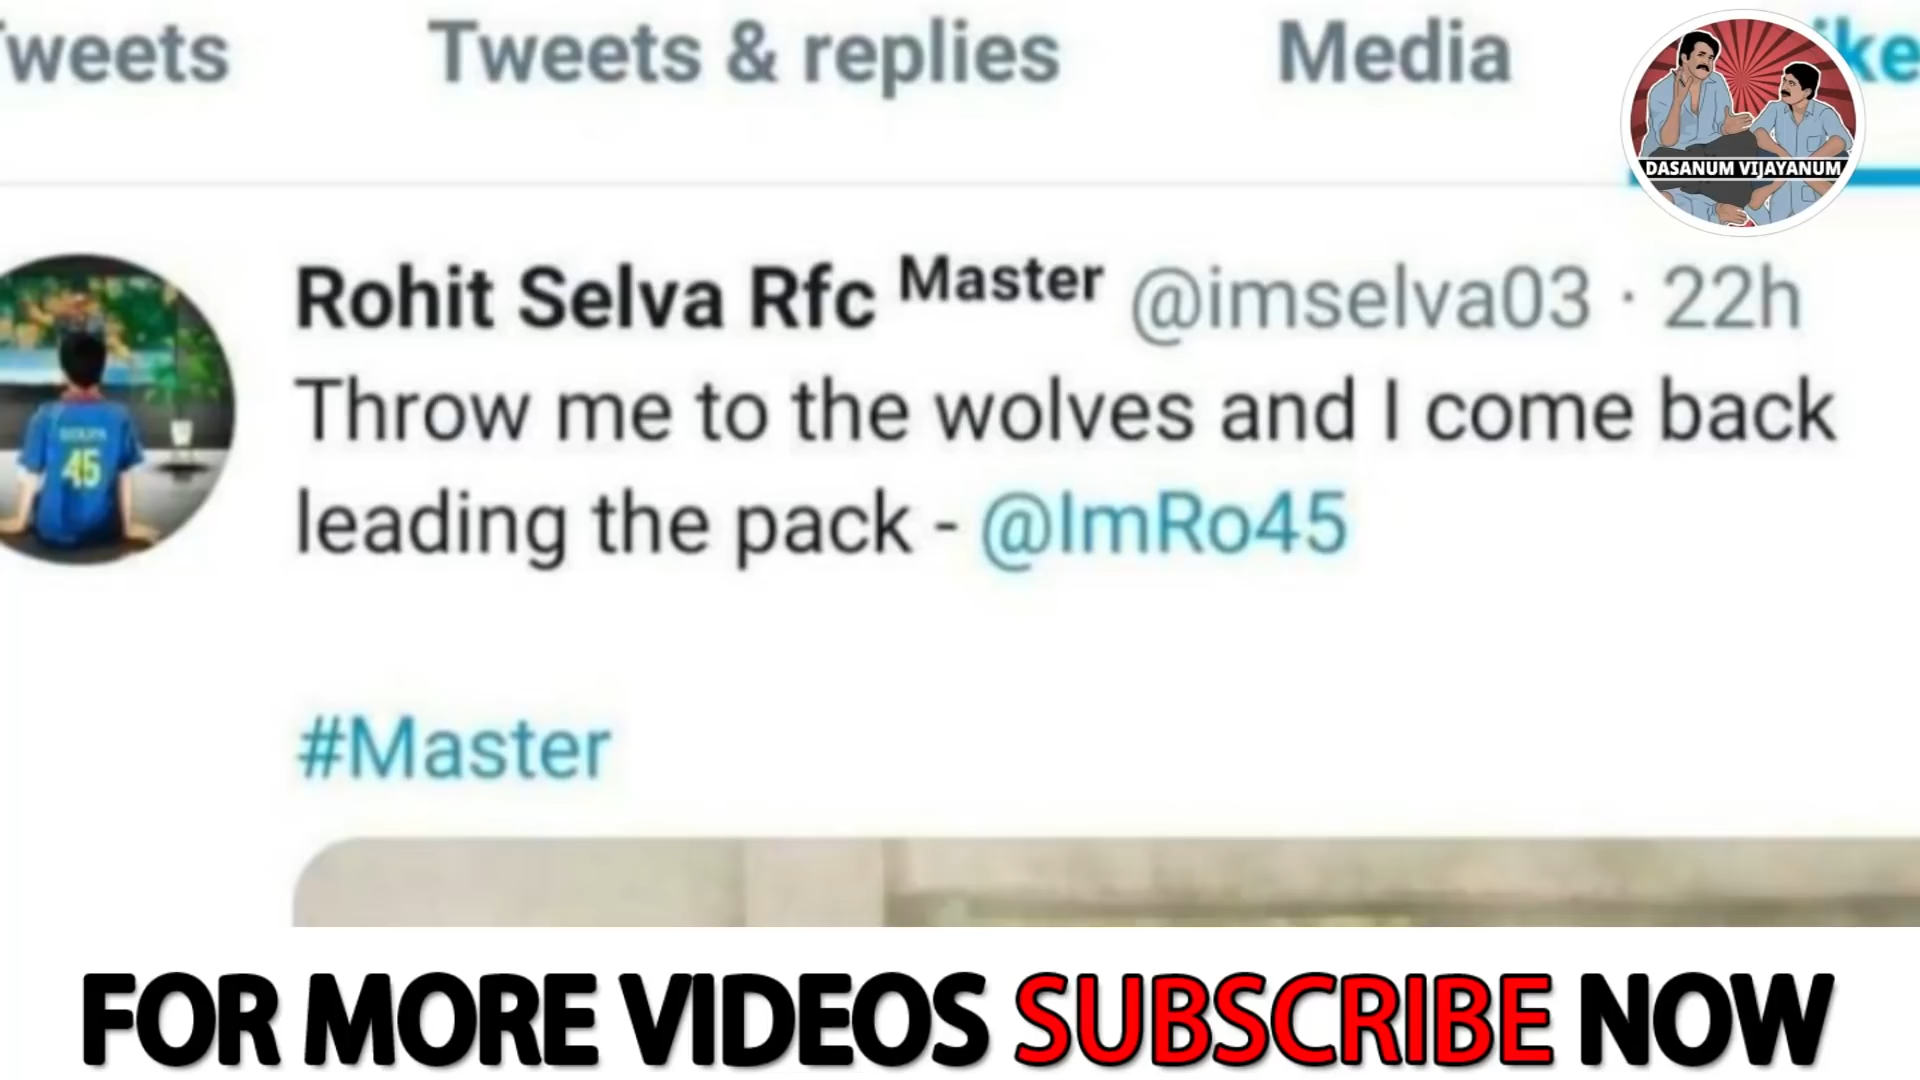 Tweets & replies
Media
DASANUM VIJAYANUM
Rohit Selva Rfc Master @imselva03 · 22h
Throw me to the wolves and I come back
leading the pack - @ImRo45
#Master
45
FOR MORE VIDEOS SUBSCRIBE NOW